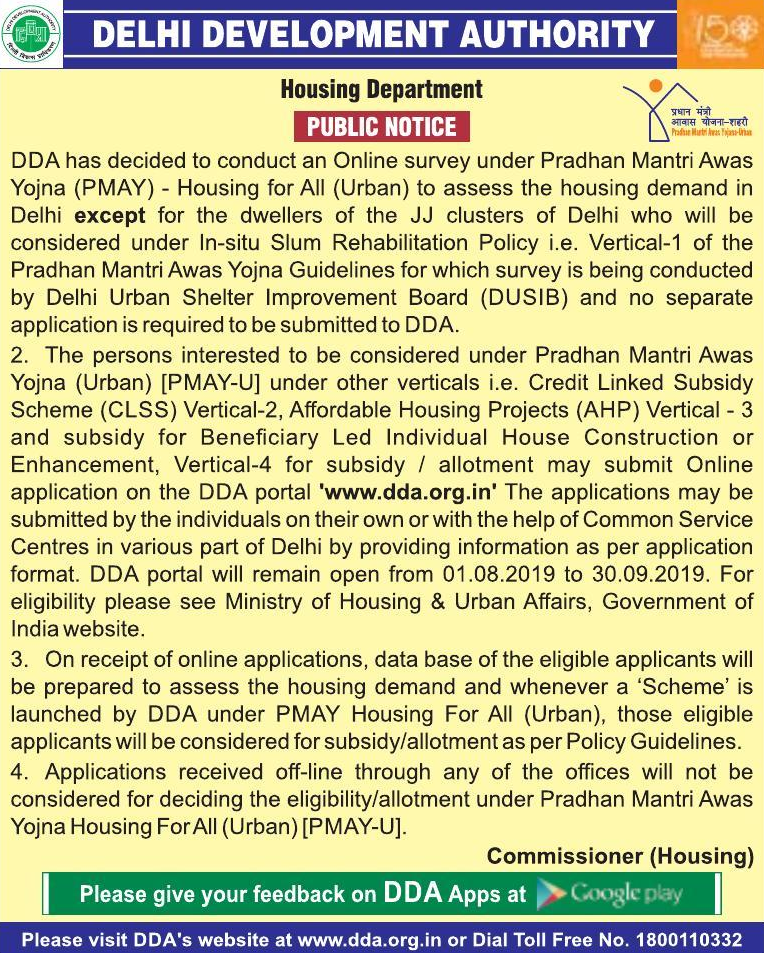 DELHI DEVELOPMENT AUTHORITY
150
Housing Department
PUBLIC NOTICE
प्रधान मंत्री
आवास योजना-शहरी
Pradhan Mantri Awas Yojana-Urban
DDA has decided to conduct an Online survey under Pradhan Mantri Awas
Yojna (PMAY) - Housing for All (Urban) to assess the housing demand in
Delhi except for the dwellers of the JJ clusters of Delhi who will be
considered under In-situ Slum Rehabilitation Policy i.e. Vertical-1 of the
Pradhan Mantri Awas Yojna Guidelines for which survey is being conducted
by Delhi Urban Shelter Improvement Board (DUSIB) and no separate
application is required to be submitted to DDA.
2. The persons interested to be considered under Pradhan Mantri Awas
Yojna (Urban) [PMAY-U] under other verticals i.e. Credit Linked Subsidy
Scheme (CLSS) Vertical-2, Affordable Housing Projects (AHP) Vertical - 3
and subsidy for Beneficiary Led Individual House Construction or
Enhancement, Vertical-4 for subsidy / allotment may submit Online
application on the DDA portal 'www.dda.org.in' The applications may be
submitted by the individuals on their own or with the help of Common Service
Centres in various part of Delhi by providing information as per application
format. DDA portal will remain open from 01.08.2019 to 30.09.2019. For
eligibility please see Ministry of Housing & Urban Affairs, Government of
India website.
3. On receipt of online applications, data base of the eligible applicants will
be prepared to assess the housing demand and whenever a ‘Scheme’ is
launched by DDA under PMAY Housing For All (Urban), those eligible
applicants will be considered for subsidy/allotment as per Policy Guidelines.
4. Applications received off-line through any of the offices will not be
considered for deciding the eligibility/allotment under Pradhan Mantri Awas
Yojna Housing For All (Urban) [PMAY-U].
Commissioner (Housing)
Please give your feedback on DDA Apps at Google play
Please visit DDA's website at www.dda.org.in or Dial Toll Free No. 1800110332